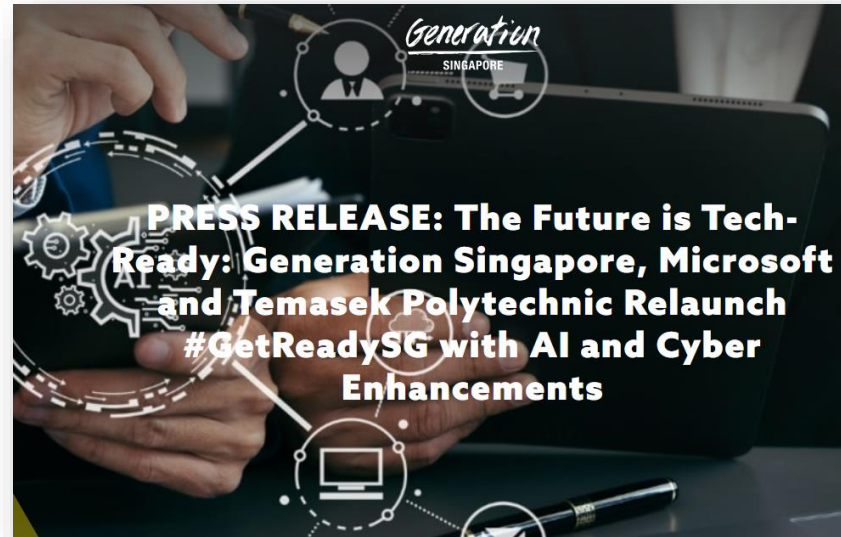 Generation
SINGAPORE
PRESS RELEASE: The Future is Tech-
Ready: Generation Singapore, Microsoft
and Temasek Polytechnic Relaunch
#GetReadySG with AI and Cyber
Enhancements
AI